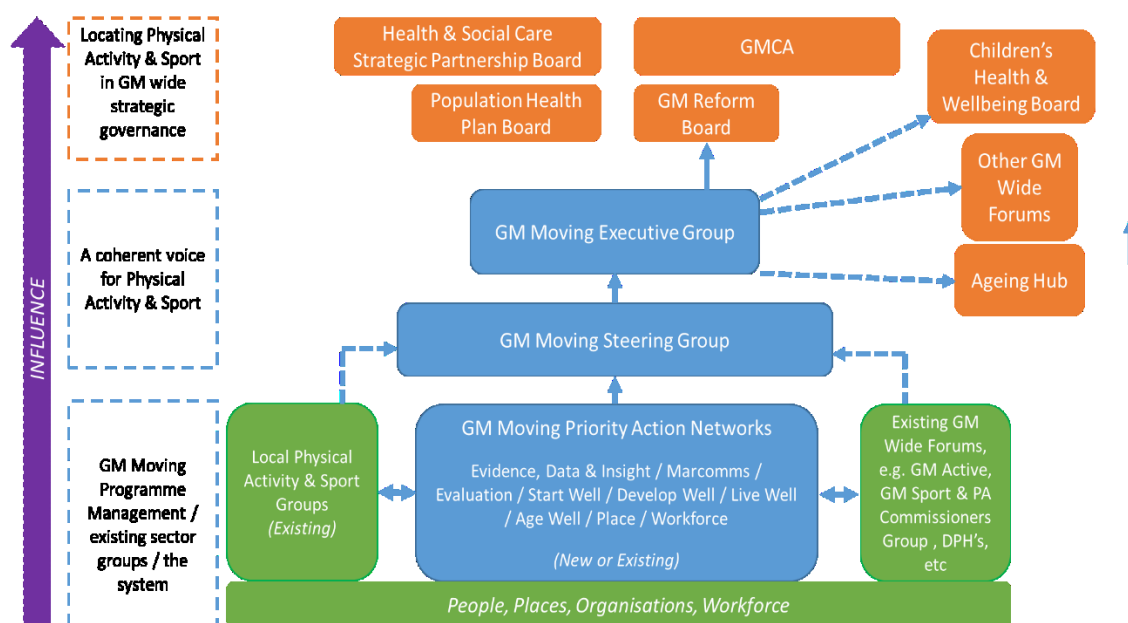 Locating Physical
Activity & Sport
in GM wide
strategic
governance
A coherent voice
for Physical
Activity & Sport
GM Moving
Programme
Management /
existing sector
groups / the
system
INFLUENCE
Health & Social Care
Strategic Partnership Board
GMCA
Population Health
Plan Board
GM Reform
Board
Children's
Health &
Wellbeing Board
Other GM
Wide
Forums
Ageing Hub
GM Moving Executive Group
GM Moving Steering Group
Local Physical
Activity & Sport
Groups
(Existing)
GM Moving Priority Action Networks
Evidence, Data & Insight / Marcomms /
Evaluation / Start Well / Develop Well / Live Well
/ Age Well / Place / Workforce
(New or Existing)
Existing GM
Wide Forums,
e.g. GM Active,
GM Sport & PA
Commissioners
Group , DPH's,
etc
People, Places, Organisations, Workforce